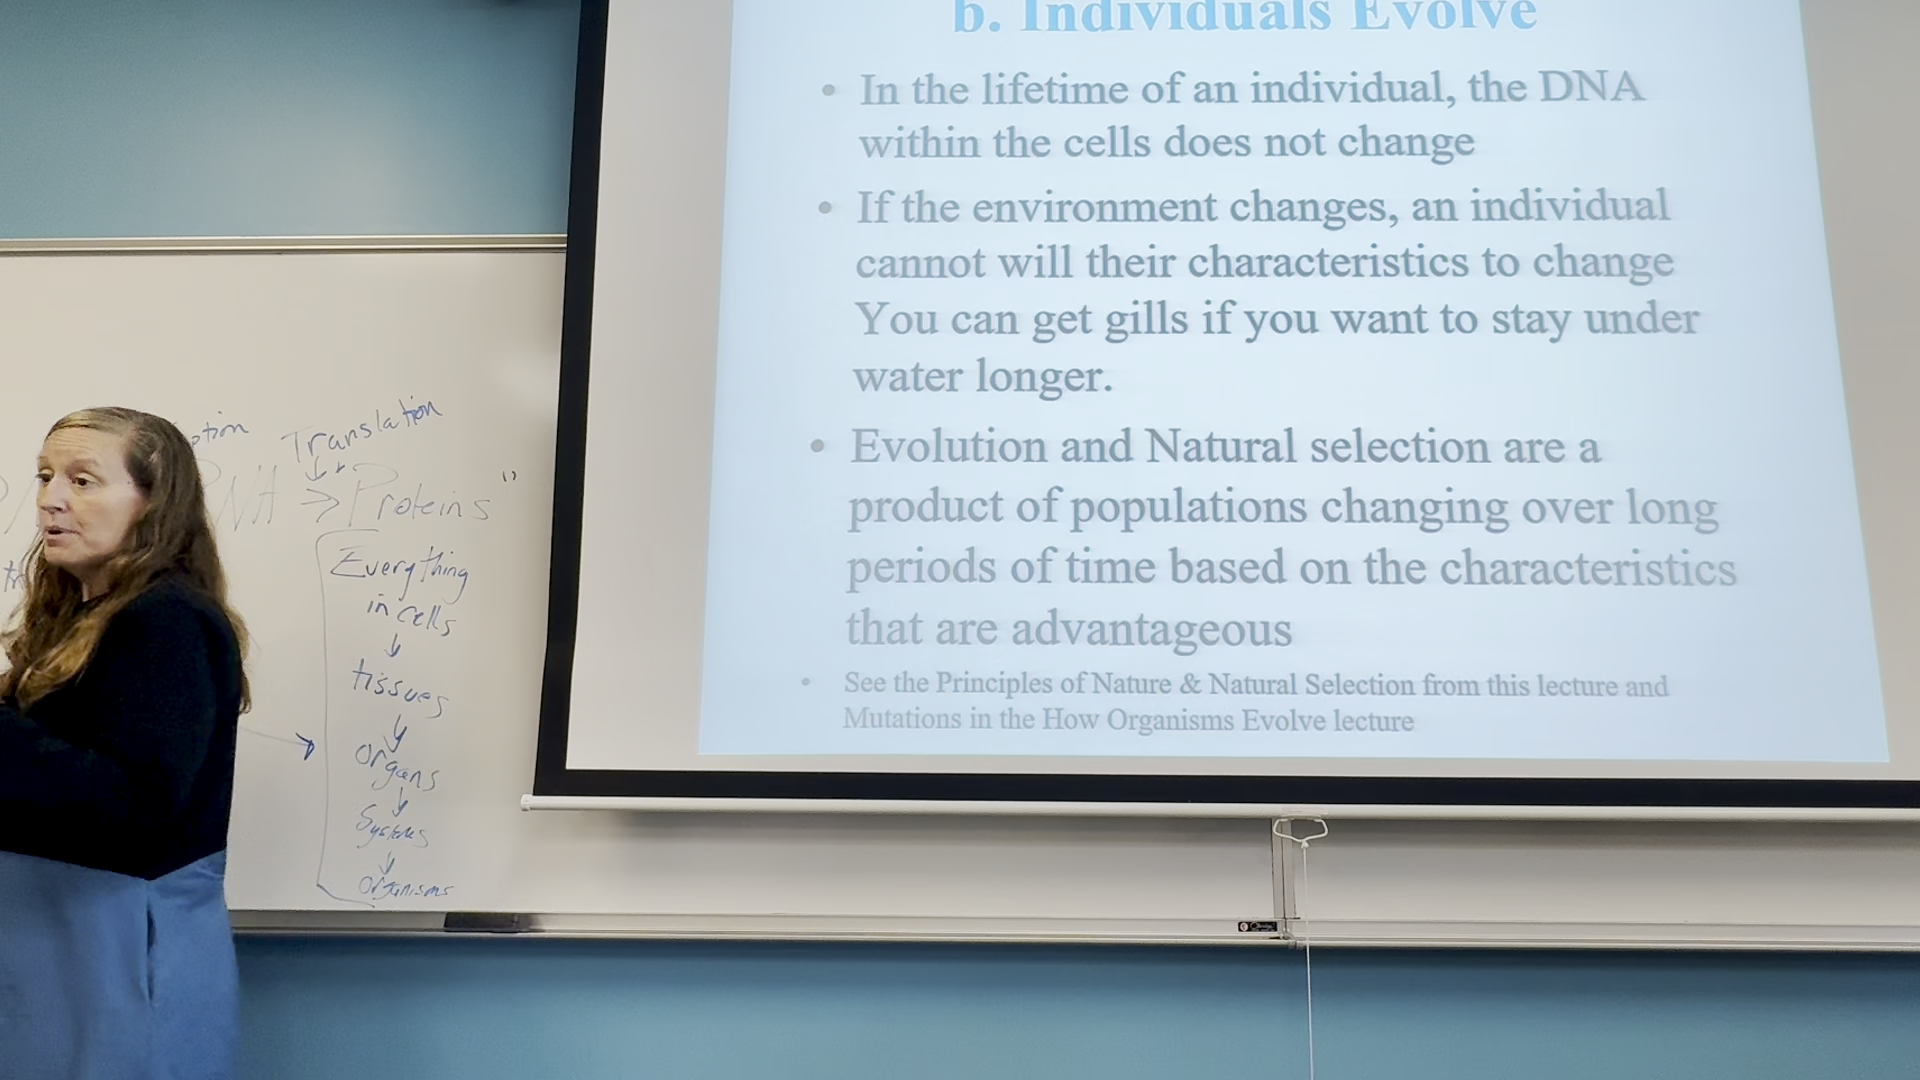 b. Individuals Evolve
• In the lifetime of an individual, the DNA
within the cells does not change
• If the environment changes, an individual
cannot will their characteristics to change
You can get gills if you want to stay under
water longer.
• Evolution and Natural selection are a
product of populations changing over long
periods of time based on the characteristics
that are advantageous
• See the Principles of Nature & Natural Selection from this lecture and
Mutations in the How Organisms Evolve lecture
Translation
→ Proteins "
Everything
in cells
↓
tissues
↓
organs
↓
Systems
↓
organisms